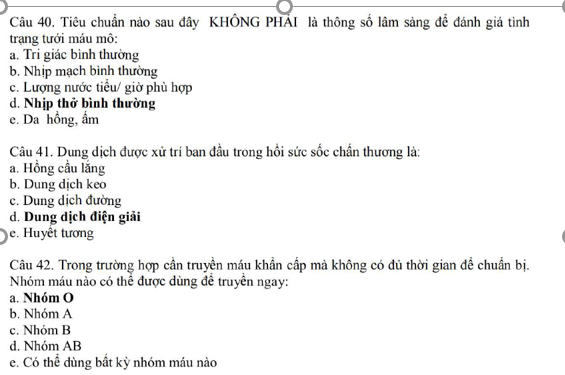 Câu 40. Tiêu chuẩn nào sau đây KHÔNG PHẢI là thông số lâm sàng để đánh giá tình
trạng tưới máu mô:
a. Tri giác bình thường
b. Nhịp mạch bình thường
c. Lượng nước tiểu/ giờ phù hợp
d. Nhịp thở bình thường
e. Da hồng, ấm
Câu 41. Dung dịch được xử trí ban đầu trong hồi sức sốc chấn thương là:
a. Hồng cầu lắng
b. Dung dịch keo
c. Dung dịch đường
d. Dung dịch điện giải
e. Huyết tương
Câu 42. Trong trường hợp cần truyền máu khẩn cấp mà không có đủ thời gian để chuẩn bị.
Nhóm máu nào có thể được dùng để truyền ngay:
a. Nhóm O
b. Nhóm A
c. Nhóm B
d. Nhóm AB
e. Có thể dùng bất kỳ nhóm máu nào